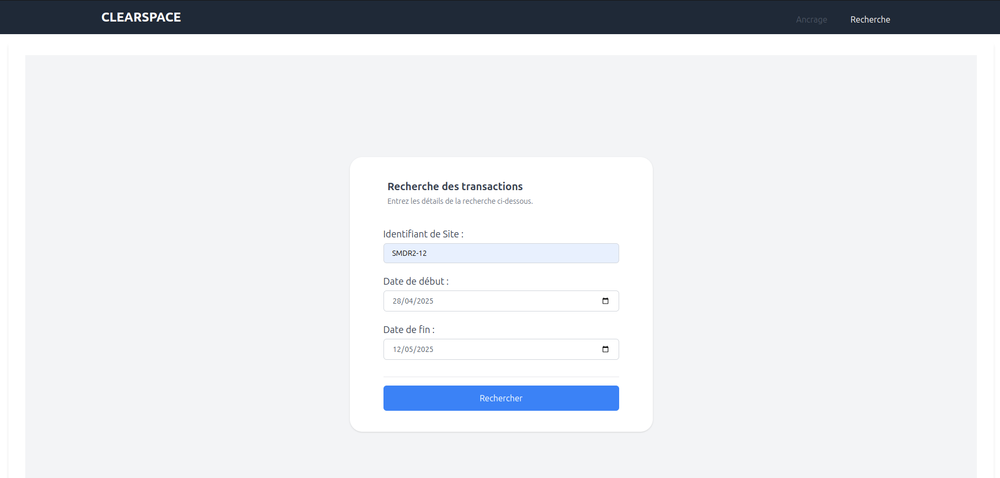 CLEARSPACE
Ancrage
Recherche
Recherche des transactions
Entrez les détails de la recherche ci-dessous.
Identifiant de Site :
SMDR2-12
Date de début :
28/04/2025
Date de fin :
12/05/2025
Rechercher